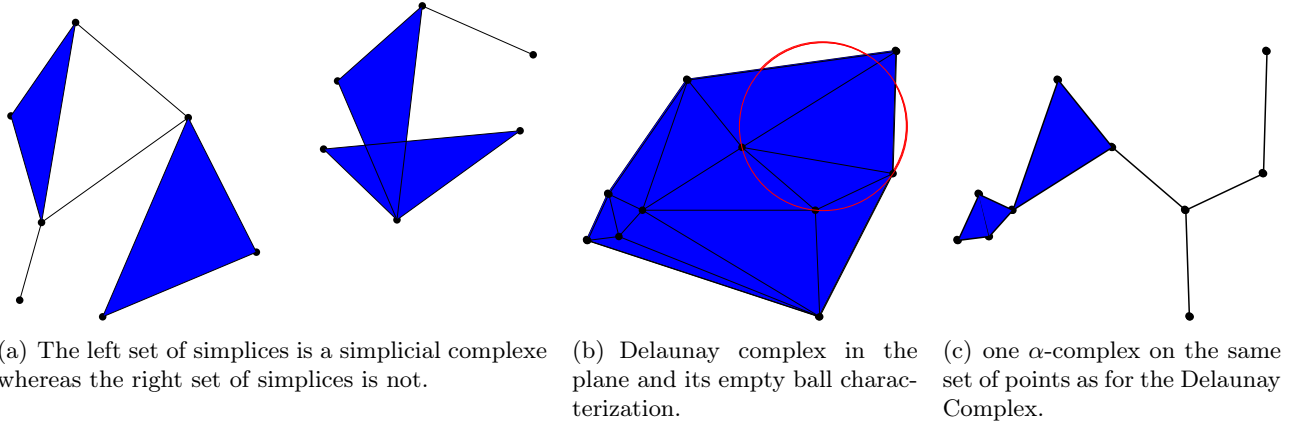 (a) The left set of simplices is a simplicial complexe
whereas the right set of simplices is not.
(b) Delaunay complex in the
plane and its empty ball charac-
terization.
(c) one α-complex on the same
set of points as for the Delaunay
Complex.